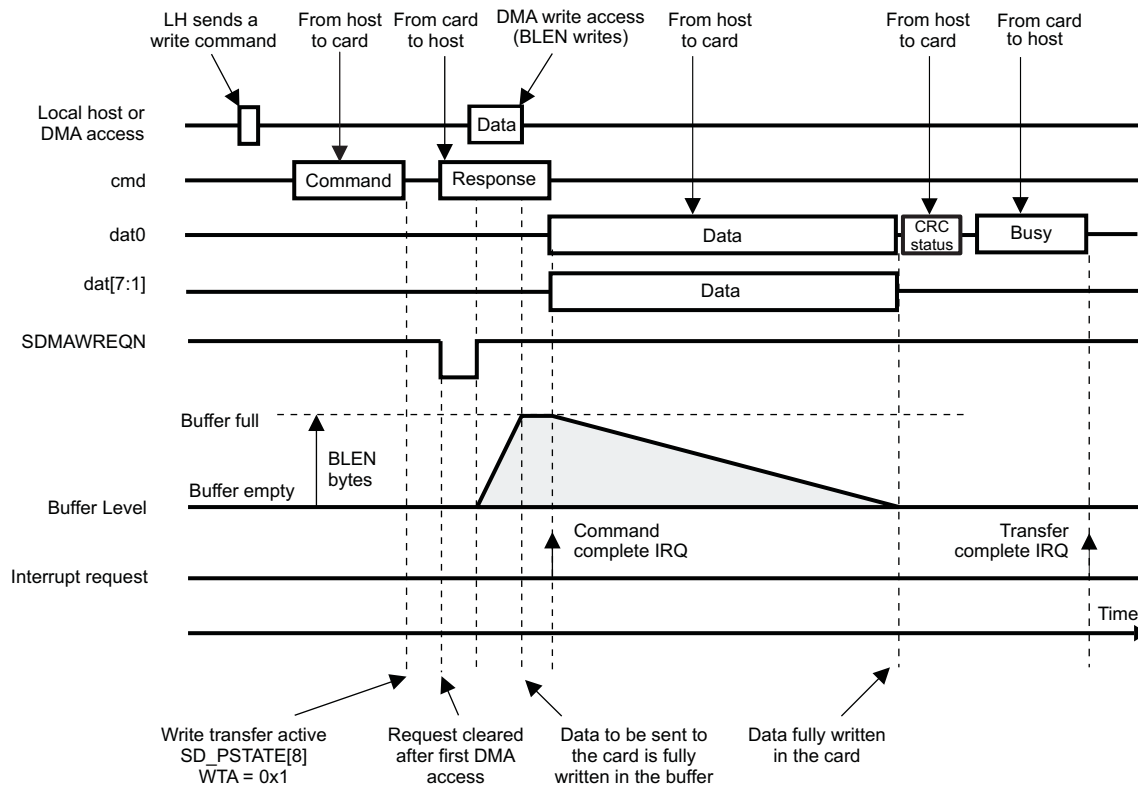 LH sends a
write command
From host
to card
From card
to host
DMA write access
(BLEN writes)
From host
to card
From host
to card
From card
to host
Local host or
DMA access
Data
cmd
Command
Response
dat0
Data
CRC
status
Busy
dat[7:1]
Data
SDMAWREQN
Buffer full
BLEN
bytes
Buffer empty
Buffer Level
Command
complete IRQ
Transfer
complete IRQ
Interrupt request
Time
Write transfer active
SD_PSTATE[8]
WTA = 0x1
Request cleared
after first DMA
access
Data to be sent to
the card is fully
written in the buffer
Data fully written
in the card